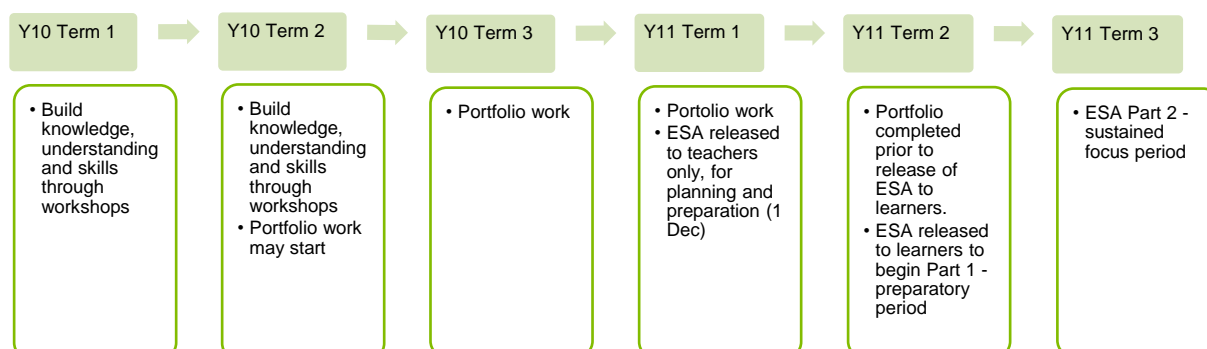 Y10 Term 1
Y10 Term 2
Y10 Term 3
Y11 Term 1
Y11 Term 2
Y11 Term 3
• Build
knowledge,
understanding
and skills
through
workshops
• Build
knowledge,
understanding
and skills
through
workshops
• Portfolio work
may start
• Portfolio work
• Portolio work
• ESA released
to teachers
only, for
planning and
preparation (1
Dec)
• Portfolio
completed
prior to
release of
ESA to
learners.
• ESA released
to learners to
begin Part 1 -
preparatory
period
• ESA Part 2 -
sustained
focus period